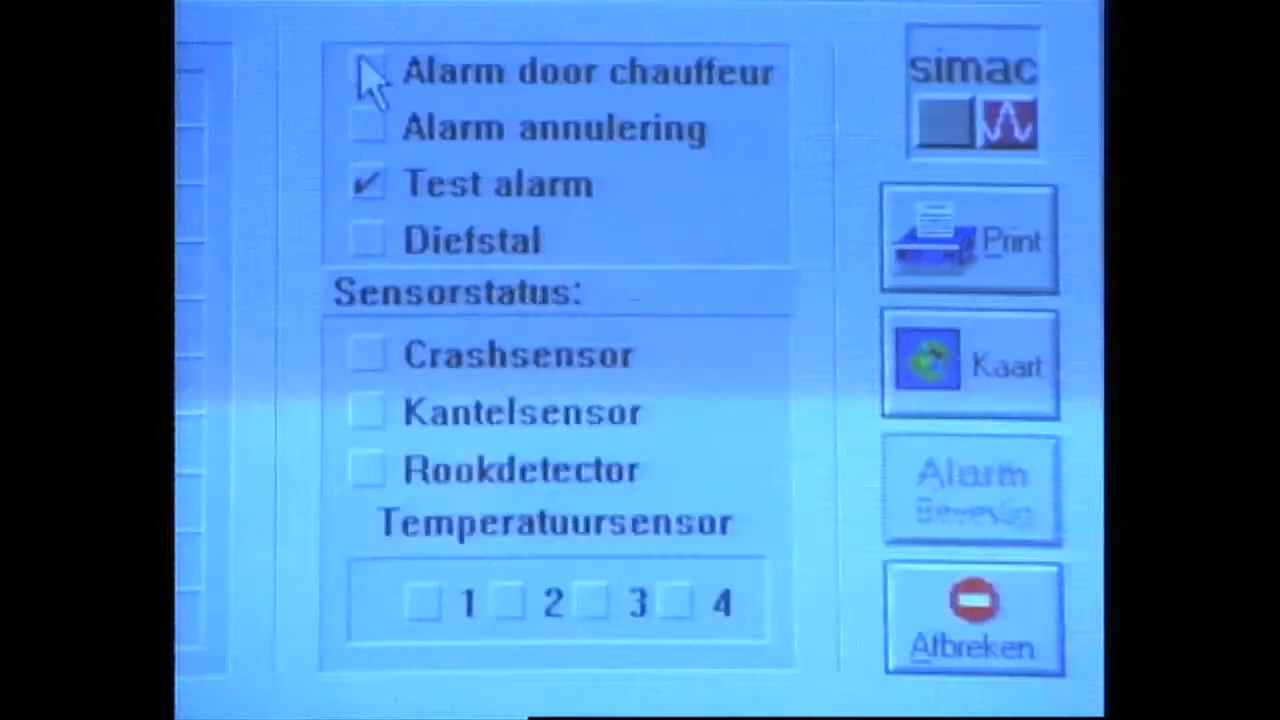 Alarm door chauffeur
Alarm annulering
Test alarm
Diefstal
Sensorstatus:
Crashsensor
Kantelsensor
Rookdetector
Temperatuursensor
1 2 3 4
simac
Print
Kaart
Alarm
Afbreken